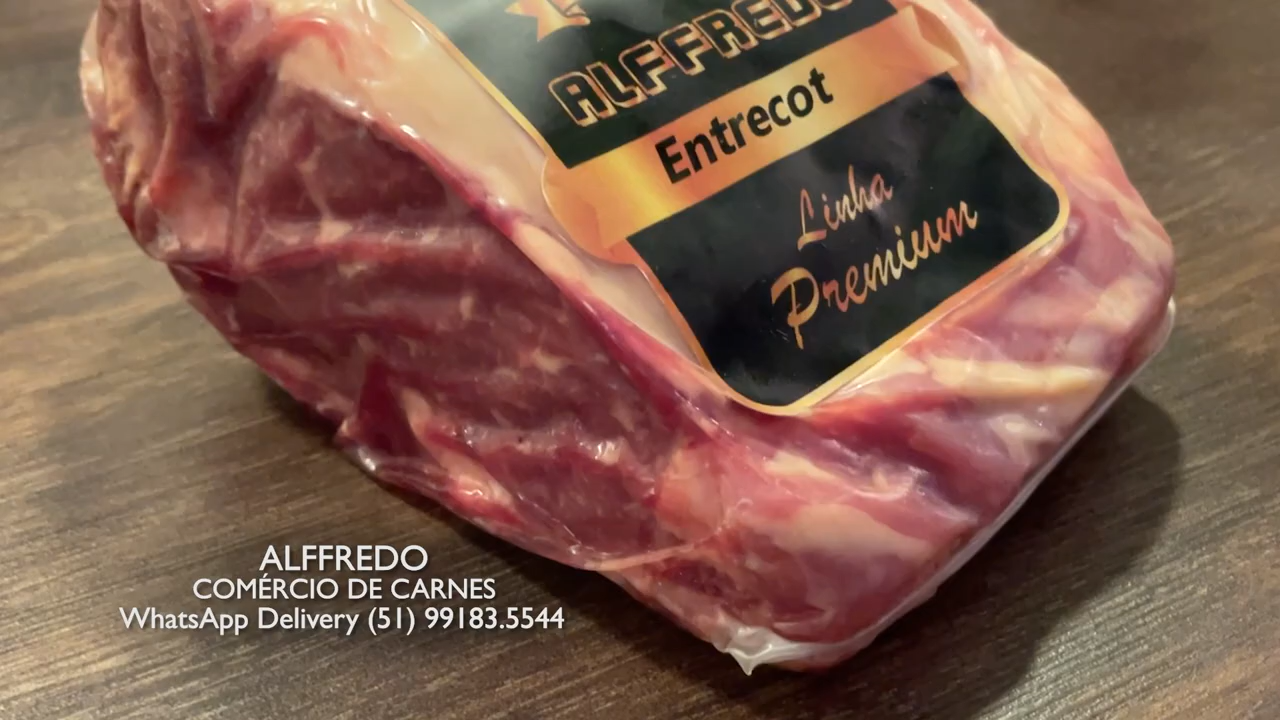 ALFFREDO
Entrecot
Linha
Premium
ALFFREDO
COMÉRCIO DE CARNES
WhatsApp Delivery (51) 99183.5544